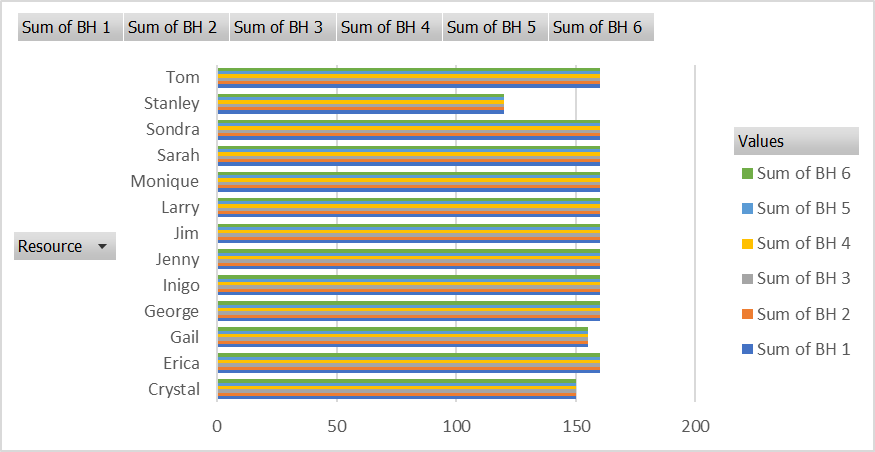 Sum of BH 1 Sum of BH 2 Sum of BH 3 Sum of BH 4 Sum of BH 5 Sum of BH 6
Tom
Stanley
Sondra
Sarah
Monique
Larry
Jim
Jenny
Inigo
George
Gail
Erica
Crystal
Resource
0 50 100 150 200
Values
Sum of BH 6
Sum of BH 5
Sum of BH 4
Sum of BH 3
Sum of BH 2
Sum of BH 1